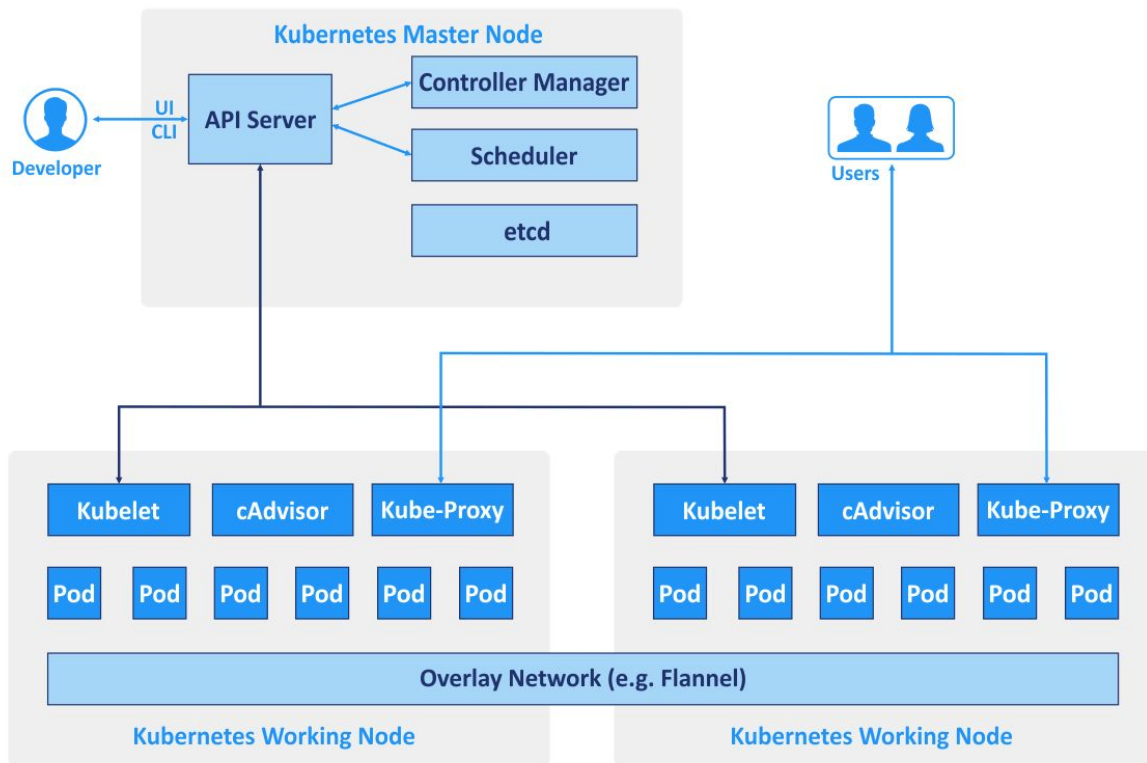 Kubernetes Master Node
Controller Manager
UI
CLI
API Server
Developer
Scheduler
etcd
Users
Kubelet
cAdvisor
Kube-Proxy
Kubelet
cAdvisor
Kube-Proxy
Pod Pod Pod Pod Pod Pod
Pod Pod Pod Pod Pod Pod
Overlay Network (e.g. Flannel)
Kubernetes Working Node
Kubernetes Working Node